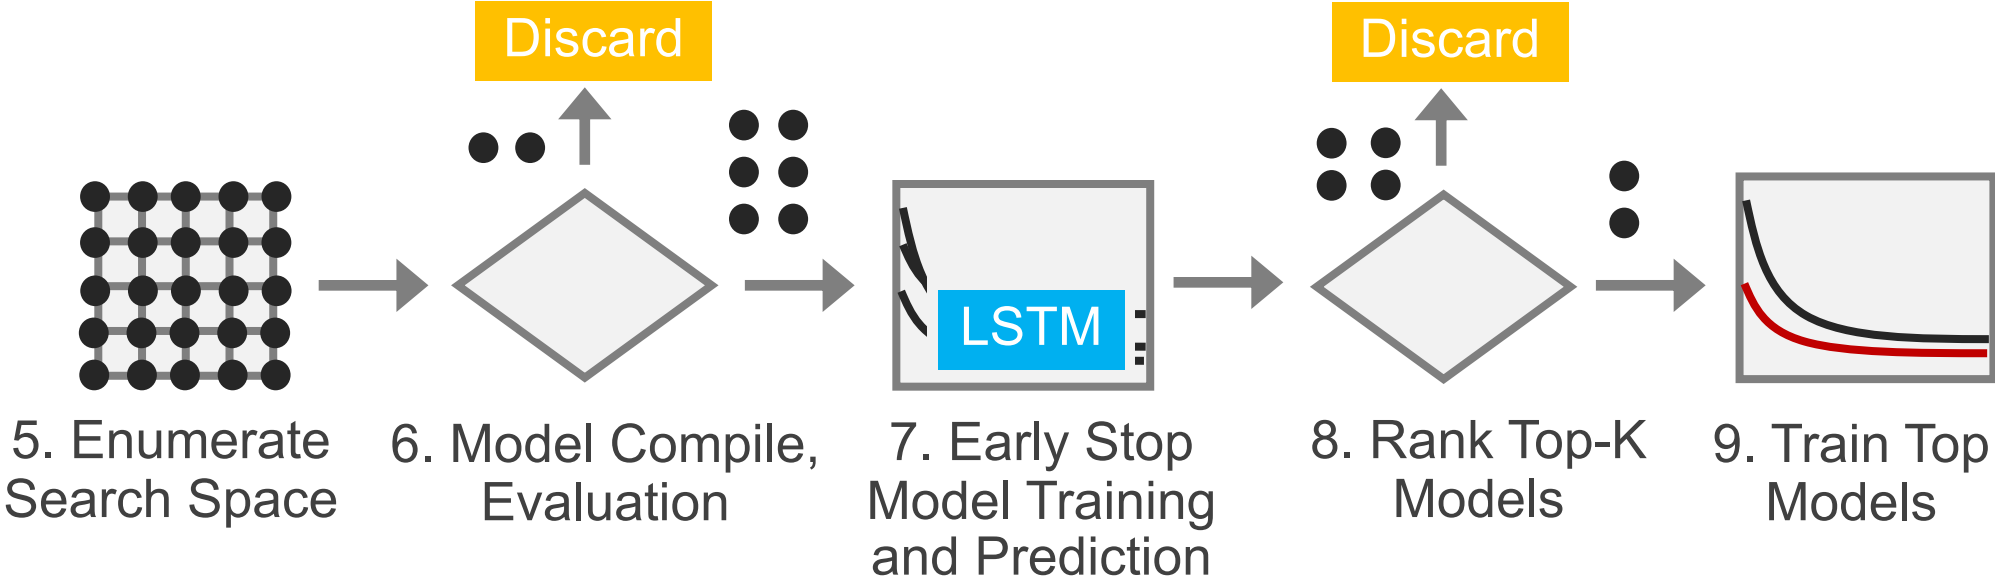 Discard
Discard
LSTM
5. Enumerate
Search Space
6. Model Compile,
Evaluation
7. Early Stop
Model Training
and Prediction
8. Rank Top-K
Models
9. Train Top
Models